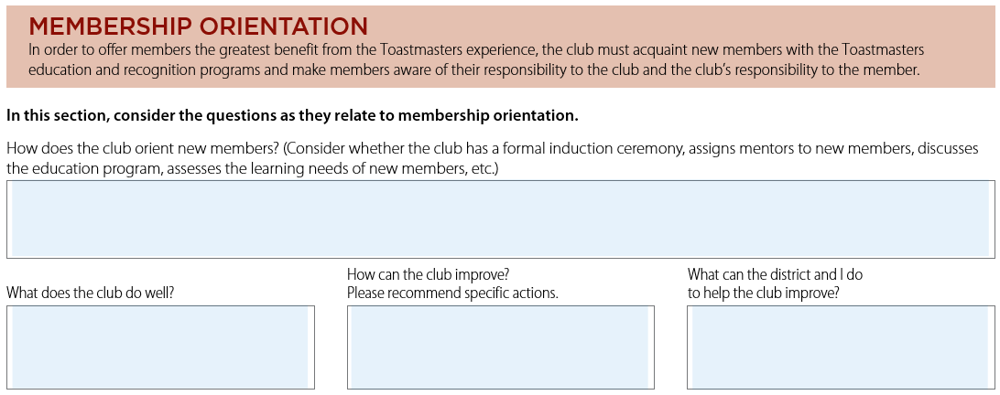 MEMBERSHIP ORIENTATION
In order to offer members the greatest benefit from the Toastmasters experience, the club must acquaint new members with the Toastmasters
education and recognition programs and make members aware of their responsibility to the club and the club’s responsibility to the member.
In this section, consider the questions as they relate to membership orientation.
How does the club orient new members? (Consider whether the club has a formal induction ceremony, assigns mentors to new members, discusses
the education program, assesses the learning needs of new members, etc.)
What does the club do well?
How can the club improve?
Please recommend specific actions.
What can the district and I do
to help the club improve?